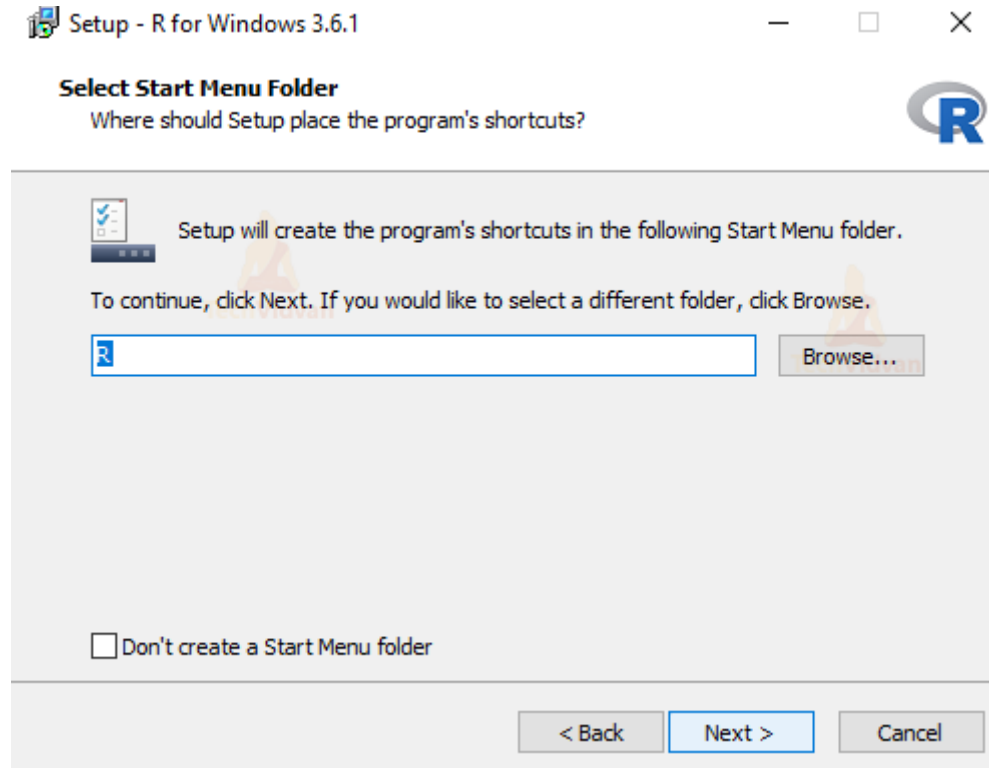 Setup - R for Windows 3.6.1
Select Start Menu Folder
Where should Setup place the program's shortcuts?
R
Setup will create the program's shortcuts in the following Start Menu folder.
To continue, click Next. If you would like to select a different folder, click Browse.
TechVidvan
R
Browse...
TechVidvan
Don't create a Start Menu folder
< Back
Next >
Cancel